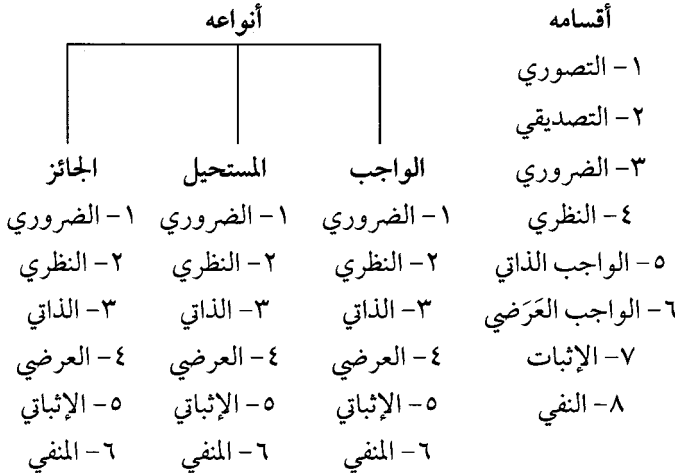 أقسامه
١- التصوري
٢- التصديقي
٣- الضروري
٤- النظري
٥- الواجب الذاتي
٦- الواجب العَرَضي
٧- الإثبات
٨- النفي
أنواعه
الواجب
١- الضروري
٢- النظري
٣- الذاتي
٤- العرضي
٥- الإثباتي
٦- المنفي
المستحيل
١- الضروري
٢- النظري
٣- الذاتي
٤- العرضي
٥- الإثباتي
٦- المنفي
الجائز
١- الضروري
٢- النظري
٣- الذاتي
٤- العرضي
٥- الإثباتي
٦- المنفي